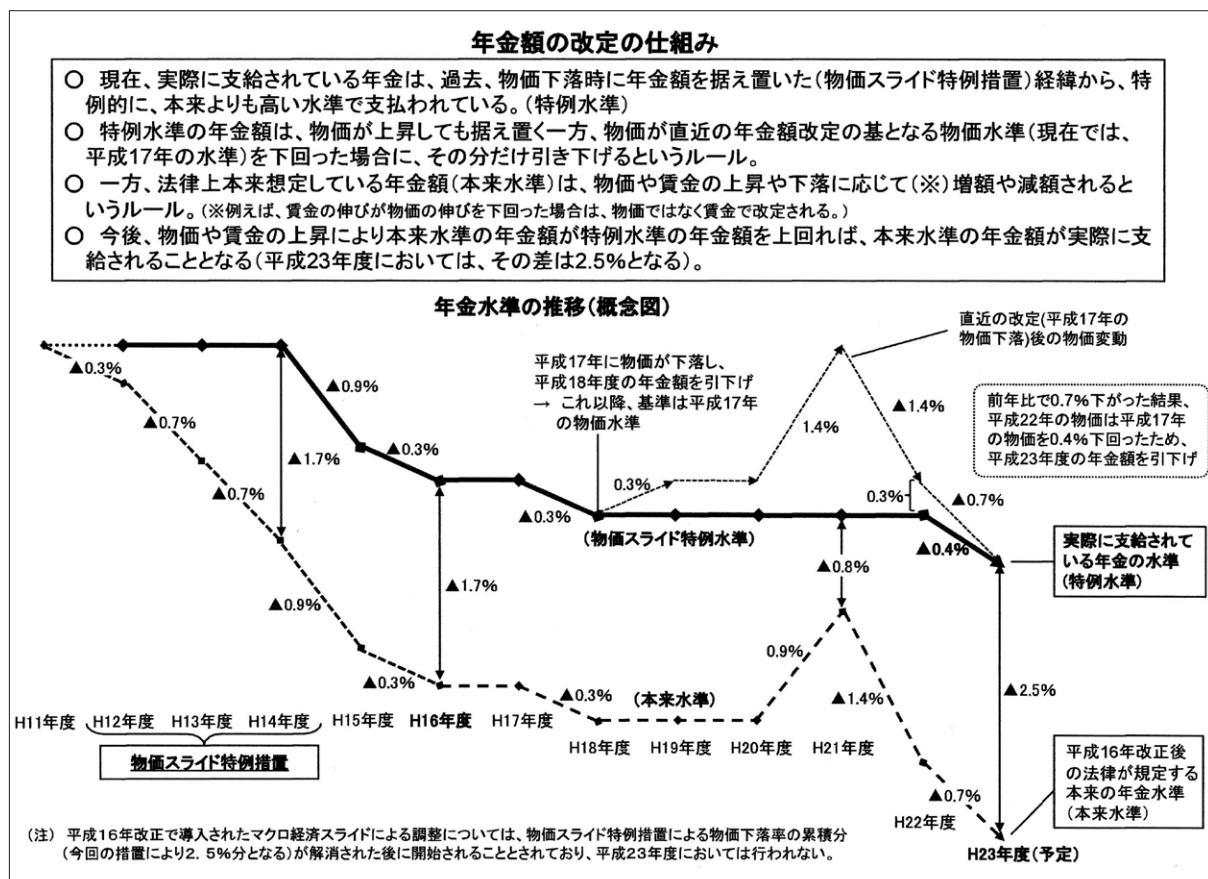 年金額の改定の仕組み
○ 現在、実際に支給されている年金は、過去、物価下落時に年金額を据え置いた(物価スライド特例措置)経緯から、特
例的に、本来よりも高い水準で支払われている。(特例水準)
○ 特例水準の年金額は、物価が上昇しても据え置く一方、物価が直近の年金額改定の基となる物価水準(現在では、
平成17年の水準)を下回った場合に、その分だけ引き下げるというルール。
○ 一方、法律上本来想定している年金額(本来水準)は、物価や賃金の上昇や下落に応じて(※)増額や減額されると
いうルール。(※例えば、賃金の伸びが物価の伸びを下回った場合は、物価ではなく賃金で改定される。)
○ 今後、物価や賃金の上昇により本来水準の年金額が特例水準の年金額を上回れば、本来水準の年金額が実際に支
給されることとなる(平成23年度においては、その差は2.5%となる)。
年金水準の推移(概念図)
▲0.3%
▲0.7%
▲0.7%
▲0.9%
▲0.3%
▲1.7%
▲0.9%
▲0.3%
▲1.7%
▲0.3%
▲0.3%
平成17年に物価が下落し、
平成18年度の年金額を引下げ
→ これ以降、基準は平成17年
の物価水準
0.3%
1.4%
▲1.4%
0.3%
▲0.7%
直近の改定(平成17年の
物価下落)後の物価変動
前年比で0.7%下がった結果、
平成22年の物価は平成17年
の物価を0.4%下回ったため、
平成23年度の年金額を引下げ
(物価スライド特例水準)
▲0.4%
▲0.8%
0.9%
▲1.4%
▲0.7%
▲2.5%
実際に支給されて
いる年金の水準
(特例水準)
(本来水準)
平成16年改正後
の法律が規定する
本来の年金水準
(本来水準)
H11年度
H12年度
H13年度
H14年度
H15年度
H16年度
H17年度
H18年度
H19年度
H20年度
H21年度
H22年度
H23年度(予定)
物価スライド特例措置
(注) 平成16年改正で導入されたマクロ経済スライドによる調整については、物価スライド特例措置による物価下落率の累積分
(今回の措置により2.5%分となる)が解消された後に開始されることとされており、平成23年度においては行われない。